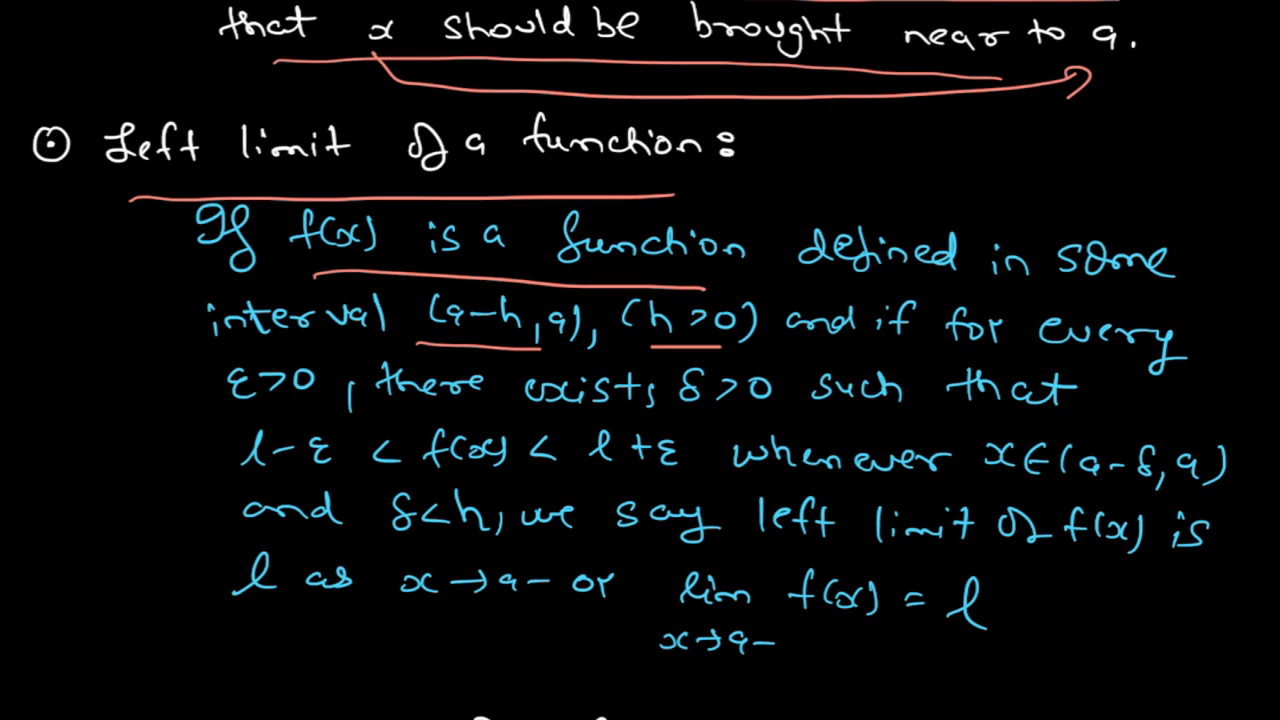 that x should be brought near to a.
⊙ Left limit of a function:
If f(x) is a function defined in some
interval (a-h, a), (h>0) and if for every
ε>0, there exists δ>0 such that
l-ε < f(x) < l+ε whenever x∈(a-δ, a)
and δ<h, we say left limit of f(x) is
l as x→a- or lim f(x) = l
x→a-